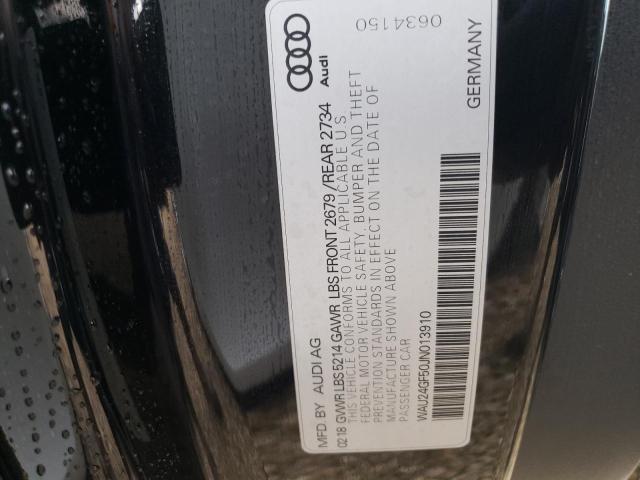 MFD. BY AUDI AG
02 18 GVWR LBS 5214 GAWR LBS FRONT 2679 / REAR 2734
THIS VEHICLE CONFORMS TO ALL APPLICABLE U S
FEDERAL MOTOR VEHICLE SAFETY, BUMPER AND THEFT
PREVENTION STANDARDS IN EFFECT ON THE DATE OF
MANUFACTURE SHOWN ABOVE
PASSENGER CAR
WAU24GF50JN013910
GERMANY
Audi
0634150